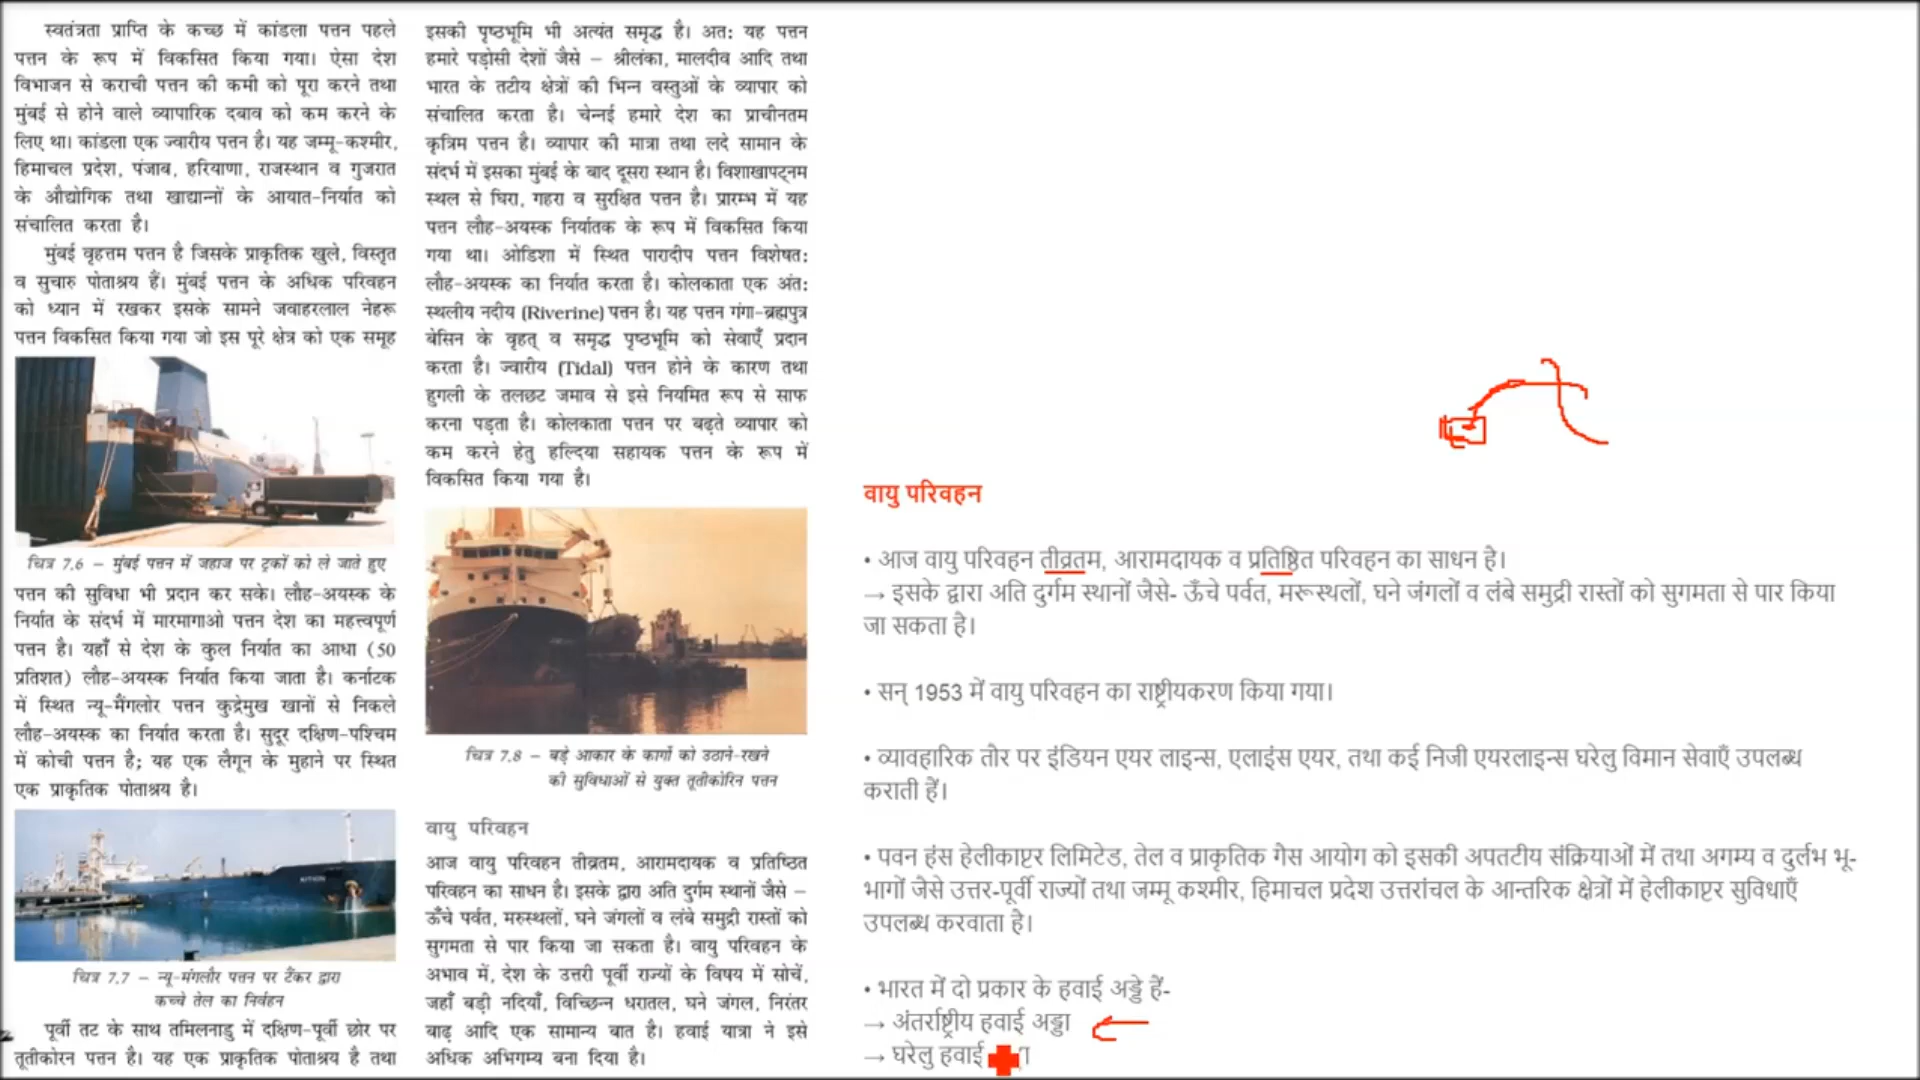 स्वतंत्रता प्राप्ति के कच्छ में कांडला पत्तन पहले
पत्तन के रूप में विकसित किया गया। ऐसा देश
विभाजन से कराची पत्तन की कमी को पूरा करने तथा
मुंबई से होने वाले व्यापारिक दबाव को कम करने के
लिए था। कांडला एक ज्वारीय पत्तन है। यह जम्मू-कश्मीर,
हिमाचल प्रदेश, पंजाब, हरियाणा, राजस्थान व गुजरात
के औद्योगिक तथा खाद्यान्नों के आयात-निर्यात को
संचालित करता है।
मुंबई वृहत्तम पत्तन है जिसके प्राकृतिक खुले, विस्तृत
व सुचारु पोताश्रय हैं। मुंबई पत्तन के अधिक परिवहन
को ध्यान में रखकर इसके सामने जवाहरलाल नेहरू
पत्तन विकसित किया गया जो इस पूरे क्षेत्र को एक समूह
चित्र 7.6 – मुंबई पत्तन में जहाज पर ट्रकों को ले जाते हुए
पत्तन की सुविधा भी प्रदान कर सके। लौह-अयस्क के
निर्यात के संदर्भ में मारमागाओ पत्तन देश का महत्त्वपूर्ण
पत्तन है। यहाँ से देश के कुल निर्यात का आधा (50
प्रतिशत) लौह-अयस्क निर्यात किया जाता है। कर्नाटक
में स्थित न्यू-मैंगलोर पत्तन कुद्रेमुख खानों से निकले
लौह-अयस्क का निर्यात करता है। सुदूर दक्षिण-पश्चिम
में कोची पत्तन है; यह एक लैगून के मुहाने पर स्थित
एक प्राकृतिक पोताश्रय है।
चित्र 7.7 – न्यू-मंगलौर पत्तन पर टैंकर द्वारा
कच्चे तेल का निर्वहन
पूर्वी तट के साथ तमिलनाडु में दक्षिण-पूर्वी छोर पर
तूतीकोरन पत्तन है। यह एक प्राकृतिक पोताश्रय है तथा
इसकी पृष्ठभूमि भी अत्यंत समृद्ध है। अत: यह पत्तन
हमारे पड़ोसी देशों जैसे – श्रीलंका, मालदीव आदि तथा
भारत के तटीय क्षेत्रों की भिन्न वस्तुओं के व्यापार को
संचालित करता है। चेन्नई हमारे देश का प्राचीनतम
कृत्रिम पत्तन है। व्यापार की मात्रा तथा लदे सामान के
संदर्भ में इसका मुंबई के बाद दूसरा स्थान है। विशाखापट्नम
स्थल से घिरा, गहरा व सुरक्षित पत्तन है। प्रारम्भ में यह
पत्तन लौह-अयस्क निर्यातक के रूप में विकसित किया
गया था। ओडिशा में स्थित पारादीप पत्तन विशेषत:
लौह-अयस्क का निर्यात करता है। कोलकाता एक अंत:
स्थलीय नदीय (Riverine) पत्तन है। यह पत्तन गंगा-ब्रह्मपुत्र
बेसिन के वृहत् व समृद्ध पृष्ठभूमि को सेवाएँ प्रदान
करता है। ज्वारीय (Tidal) पत्तन होने के कारण तथा
हुगली के तलछट जमाव से इसे नियमित रूप से साफ
करना पड़ता है। कोलकाता पत्तन पर बढ़ते व्यापार को
कम करने हेतु हल्दिया सहायक पत्तन के रूप में
विकसित किया गया है।
चित्र 7.8 – बड़े आकार के कार्गो को उठाने-रखने
की सुविधाओं से युक्त तूतीकोरिन पत्तन
वायु परिवहन
आज वायु परिवहन तीव्रतम, आरामदायक व प्रतिष्ठित
परिवहन का साधन है। इसके द्वारा अति दुर्गम स्थानों जैसे –
ऊँचे पर्वत, मरुस्थलों, घने जंगलों व लंबे समुद्री रास्तों को
सुगमता से पार किया जा सकता है। वायु परिवहन के
अभाव में, देश के उत्तरी पूर्वी राज्यों के विषय में सोचें,
जहाँ बड़ी नदियाँ, विच्छिन्न धरातल, घने जंगल, निरंतर
बाढ़ आदि एक सामान्य बात है। हवाई यात्रा ने इसे
अधिक अभिगम्य बना दिया है।
वायु परिवहन
• आज वायु परिवहन तीव्रतम, आरामदायक व प्रतिष्ठित परिवहन का साधन है।
→ इसके द्वारा अति दुर्गम स्थानों जैसे- ऊँचे पर्वत, मरूस्थलों, घने जंगलों व लंबे समुद्री रास्तों को सुगमता से पार किया
जा सकता है।
• सन् 1953 में वायु परिवहन का राष्ट्रीयकरण किया गया।
• व्यावहारिक तौर पर इंडियन एयर लाइन्स, एलाइंस एयर, तथा कई निजी एयरलाइन्स घरेलु विमान सेवाएँ उपलब्ध
कराती हैं।
• पवन हंस हेलीकाप्टर लिमिटेड, तेल व प्राकृतिक गैस आयोग को इसकी अपतटीय संक्रियाओं में तथा अगम्य व दुर्लभ भू-
भागों जैसे उत्तर-पूर्वी राज्यों तथा जम्मू कश्मीर, हिमाचल प्रदेश उत्तरांचल के आन्तरिक क्षेत्रों में हेलीकाप्टर सुविधाएँ
उपलब्ध करवाता है।
• भारत में दो प्रकार के हवाई अड्डे हैं-
→ अंतर्राष्ट्रीय हवाई अड्डा
→ घरेलु हवाई